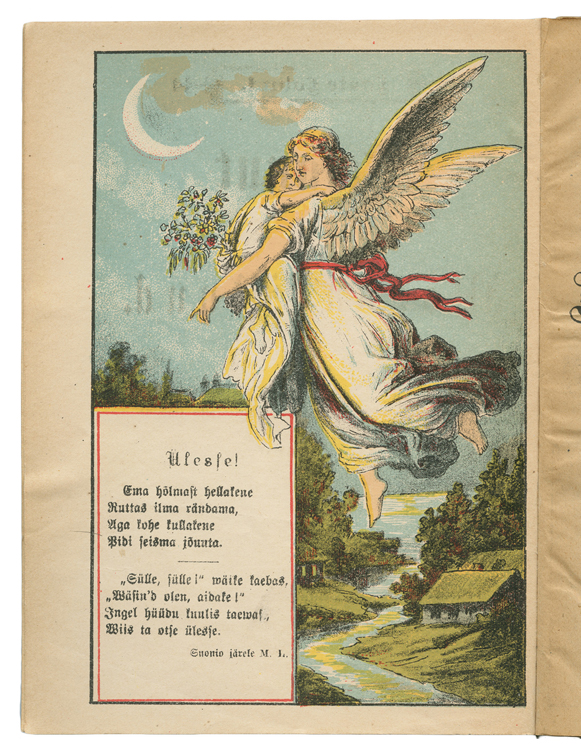 Ülesse!
Ema hõlmast hellakene
Ruttas ilma rändama,
Aga kohe kullakene
Pidi seisma jõuuta.
„Sülle, sülle!“ wäike kaebas,
„Wäsin'd olen, aidake!“
Ingel hüüdu kuulis taewas,
Wiis ta otse ülesse.
Suonio järele M. L.